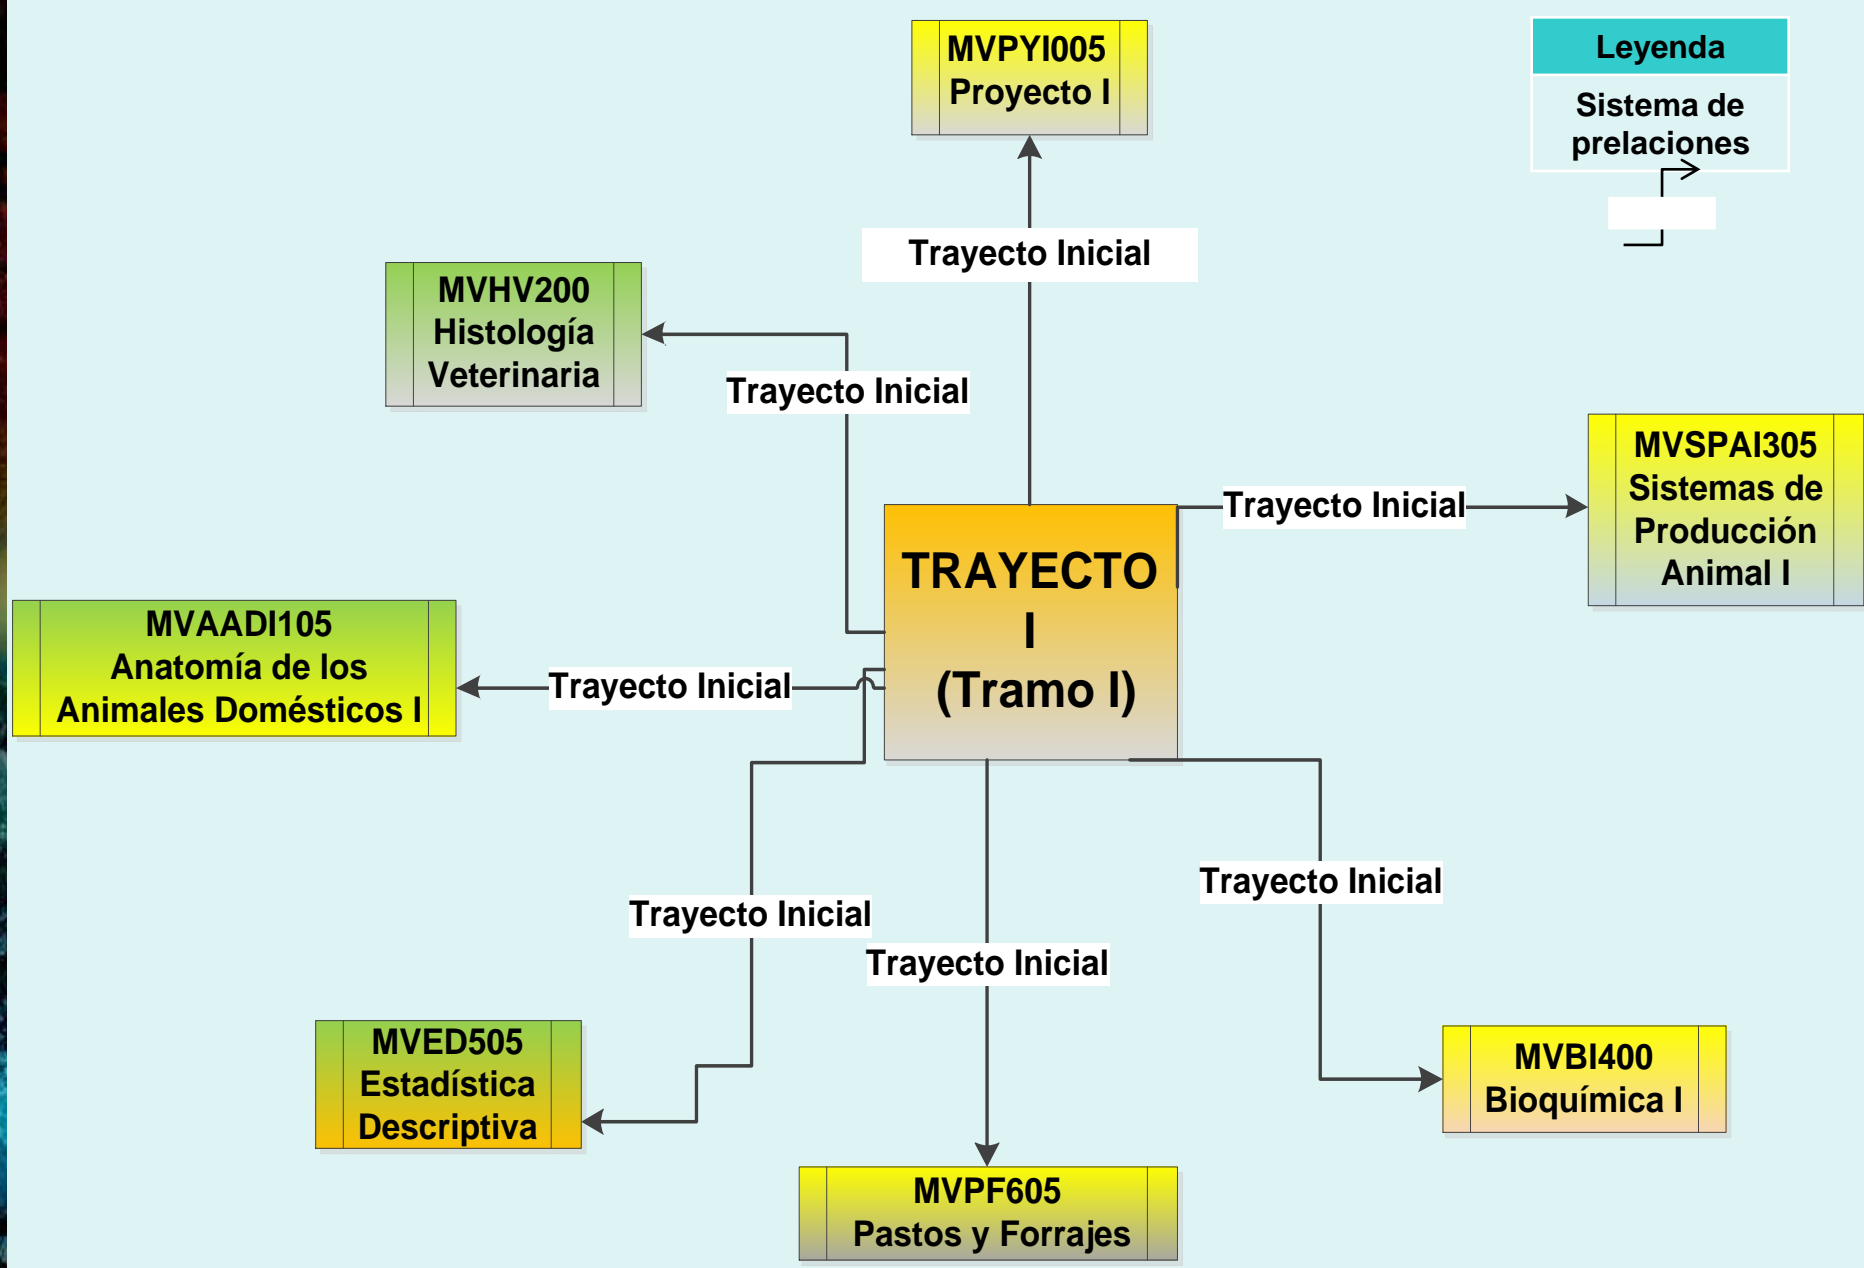 MVPYI005
Proyecto I
Leyenda
Sistema de
prelaciones
Trayecto Inicial
MVHV200
Histología
Veterinaria
Trayecto Inicial
MVSPAI305
Sistemas de
Producción
Animal I
Trayecto Inicial
TRAYECTO
I
(Tramo I)
MVAADI105
Anatomía de los
Animales Domésticos I
Trayecto Inicial
Trayecto Inicial
Trayecto Inicial
Trayecto Inicial
MVED505
Estadística
Descriptiva
MVBI400
Bioquímica I
MVPF605
Pastos y Forrajes